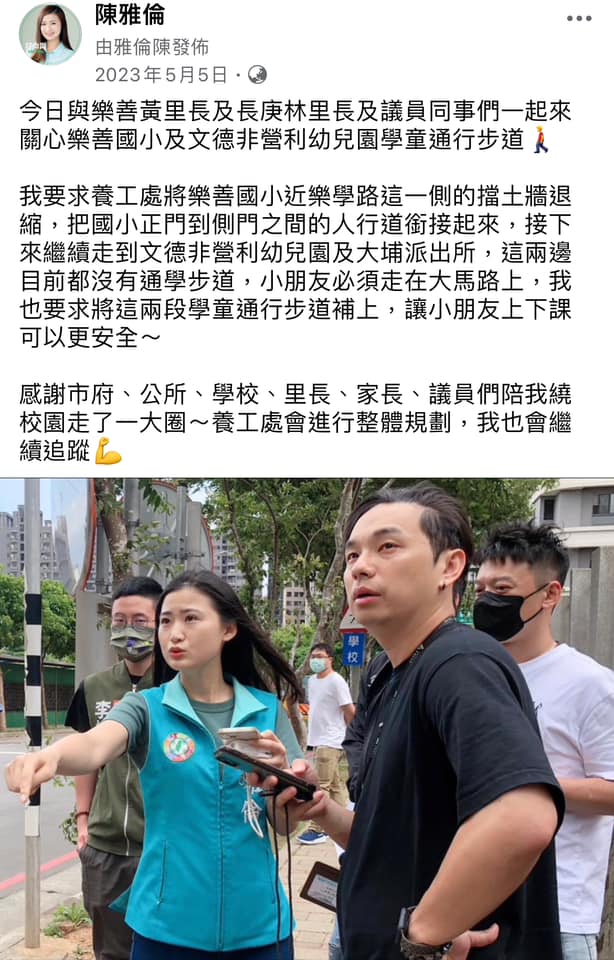 陳雅倫
由雅倫陳發佈
2023年5月5日
今日與樂善黃里長及長庚林里長及議員同事們一起來
關心樂善國小及文德非營利幼兒園學童通行步道🚶
我要求養工處將樂善國小近樂學路這一側的擋土牆退
縮，把國小正門到側門之間的人行道銜接起來，接下
來繼續走到文德非營利幼兒園及大埔派出所，這兩邊
目前都沒有通學步道，小朋友必須走在大馬路上，我
也要求將這兩段學童通行步道補上，讓小朋友上下課
可以更安全～
感謝市府、公所、學校、里長、家長、議員們陪我繞
校園走了一大圈～養工處會進行整體規劃，我也會繼
續追蹤💪
學校
李